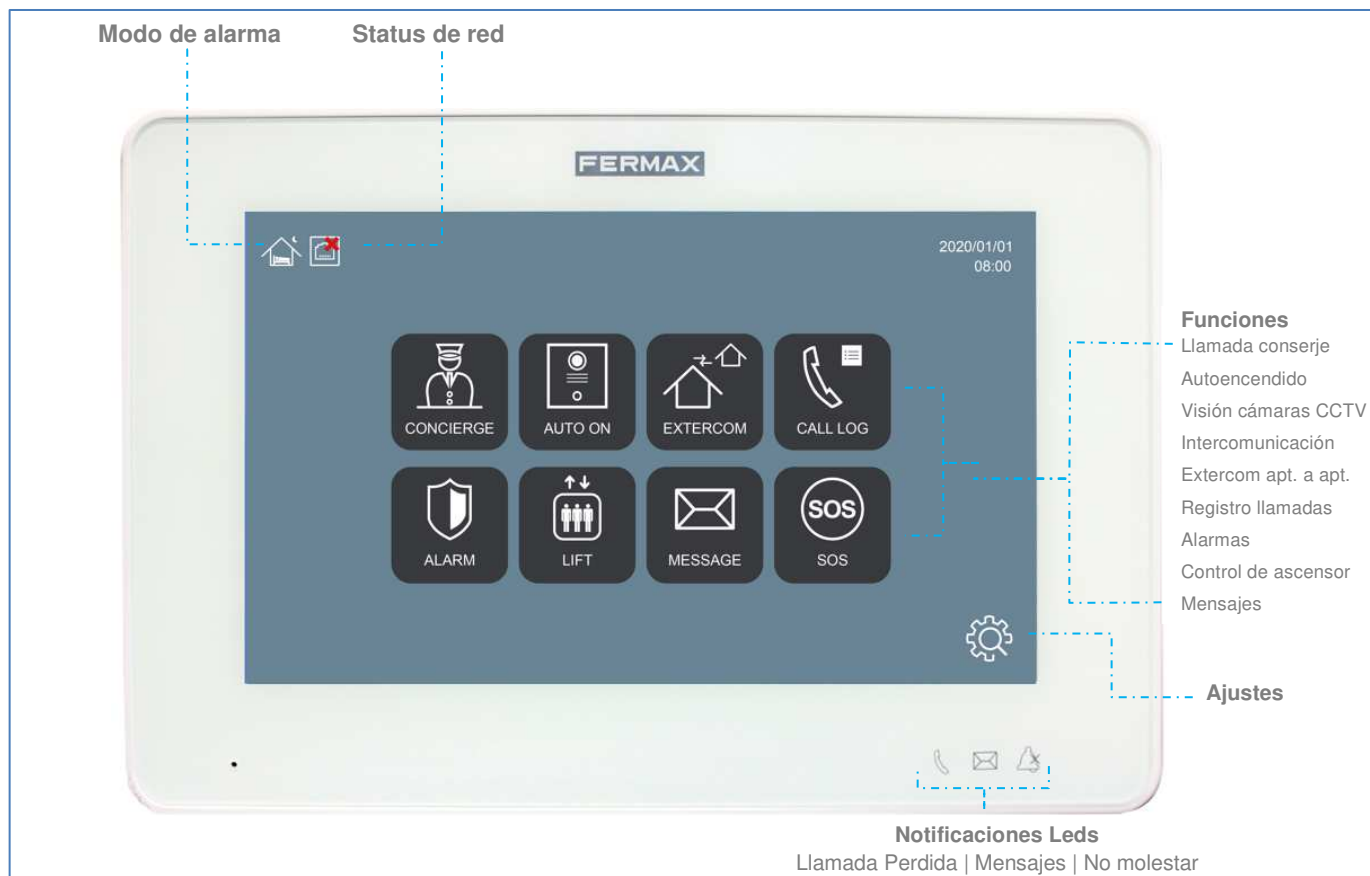 Modo de alarma
Status de red
FERMAX
2020/01/01
08:00
CONCIERGE
AUTO ON
EXTERCOM
CALL LOG
ALARM
LIFT
MESSAGE
SOS
SOS
Funciones
Llamada conserje
Autoencendido
Visión cámaras CCTV
Intercomunicación
Extercom apt. a apt.
Registro llamadas
Alarmas
Control de ascensor
Mensajes
Ajustes
Notificaciones Leds
Llamada Perdida | Mensajes | No molestar